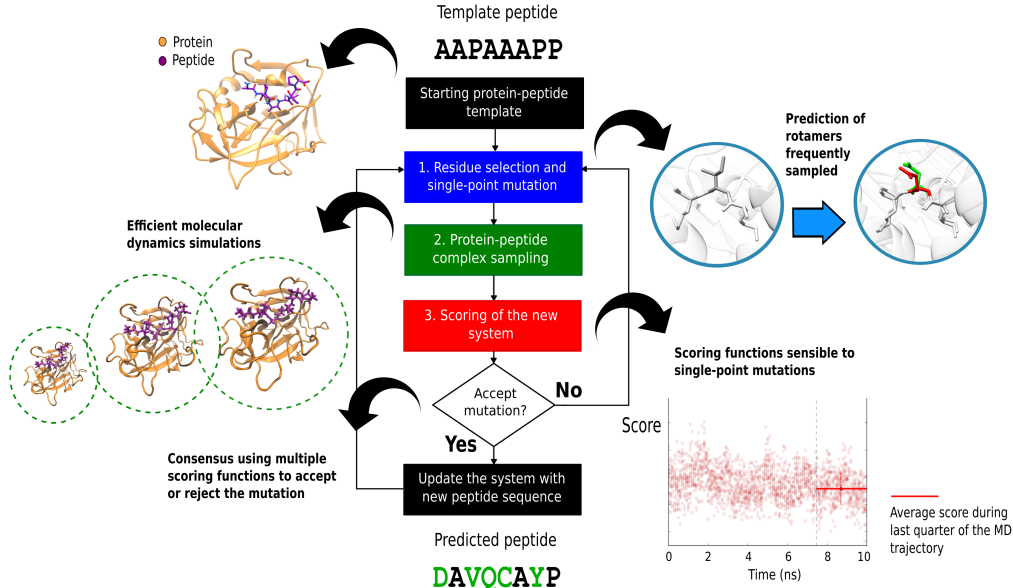 Template peptide
AAPAAAPP
Protein
Peptide
Starting protein-peptide
template
Prediction of
rotamers
frequently
sampled
1. Residue selection and
single-point mutation
Efficient molecular
dynamics simulations
2. Protein-peptide
complex sampling
3. Scoring of the new
system
Scoring functions sensible to
single-point mutations
Accept
mutation?
No
Yes
Consensus using multiple
scoring functions to accept
or reject the mutation
Update the system with
new peptide sequence
Score
0 2 4 6 8 10
Time (ns)
Average score during
last quarter of the MD
trajectory
Predicted peptide
DAVQCAYP